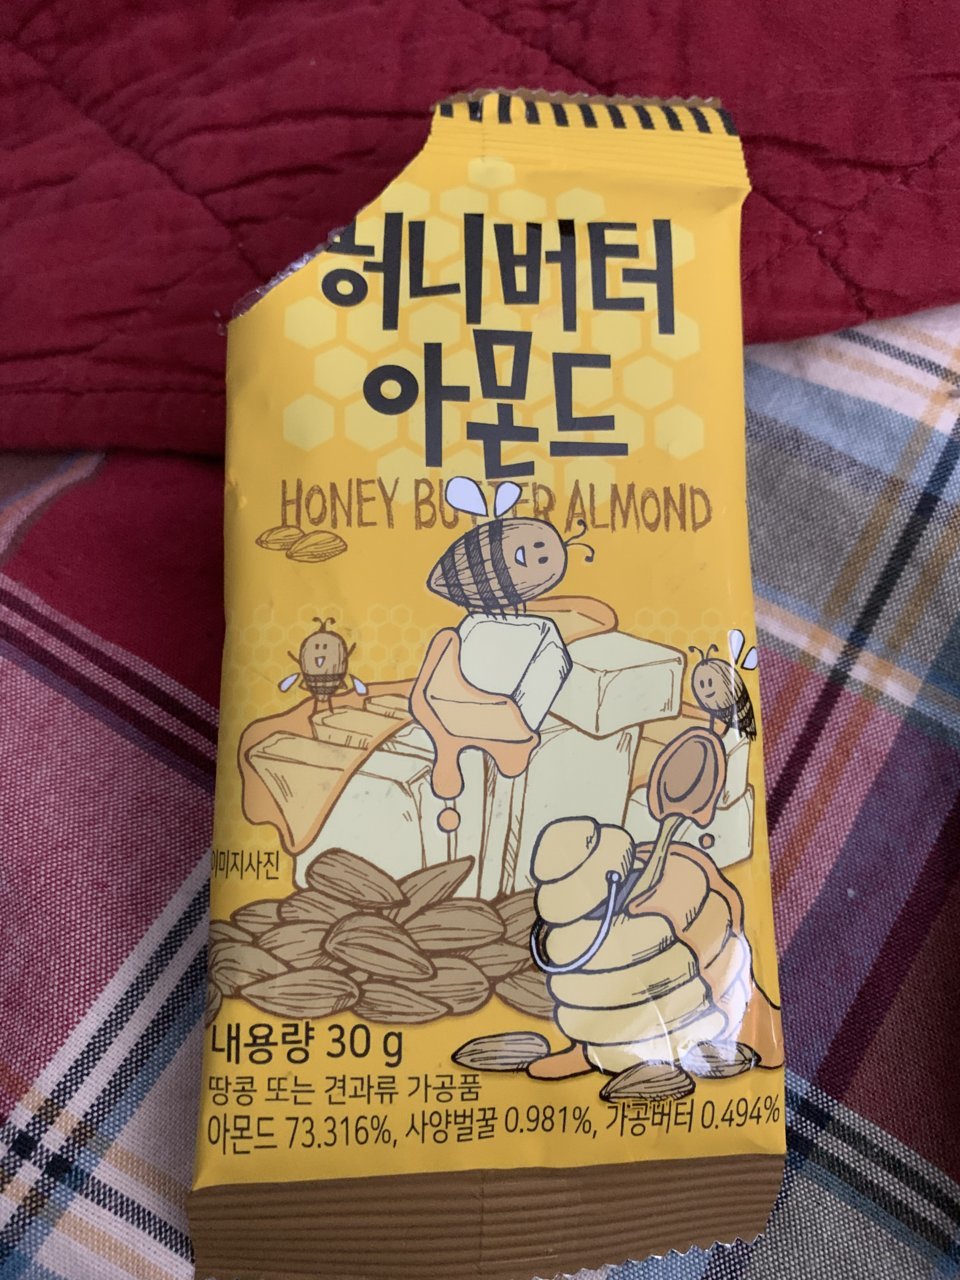 허니버터
아몬드
HONEY BUTTER ALMOND
이미지사진
내용량 30 g
땅콩 또는 견과류 가공품
아몬드 73.316%, 사양벌꿀 0.981%, 가공버터 0.494%